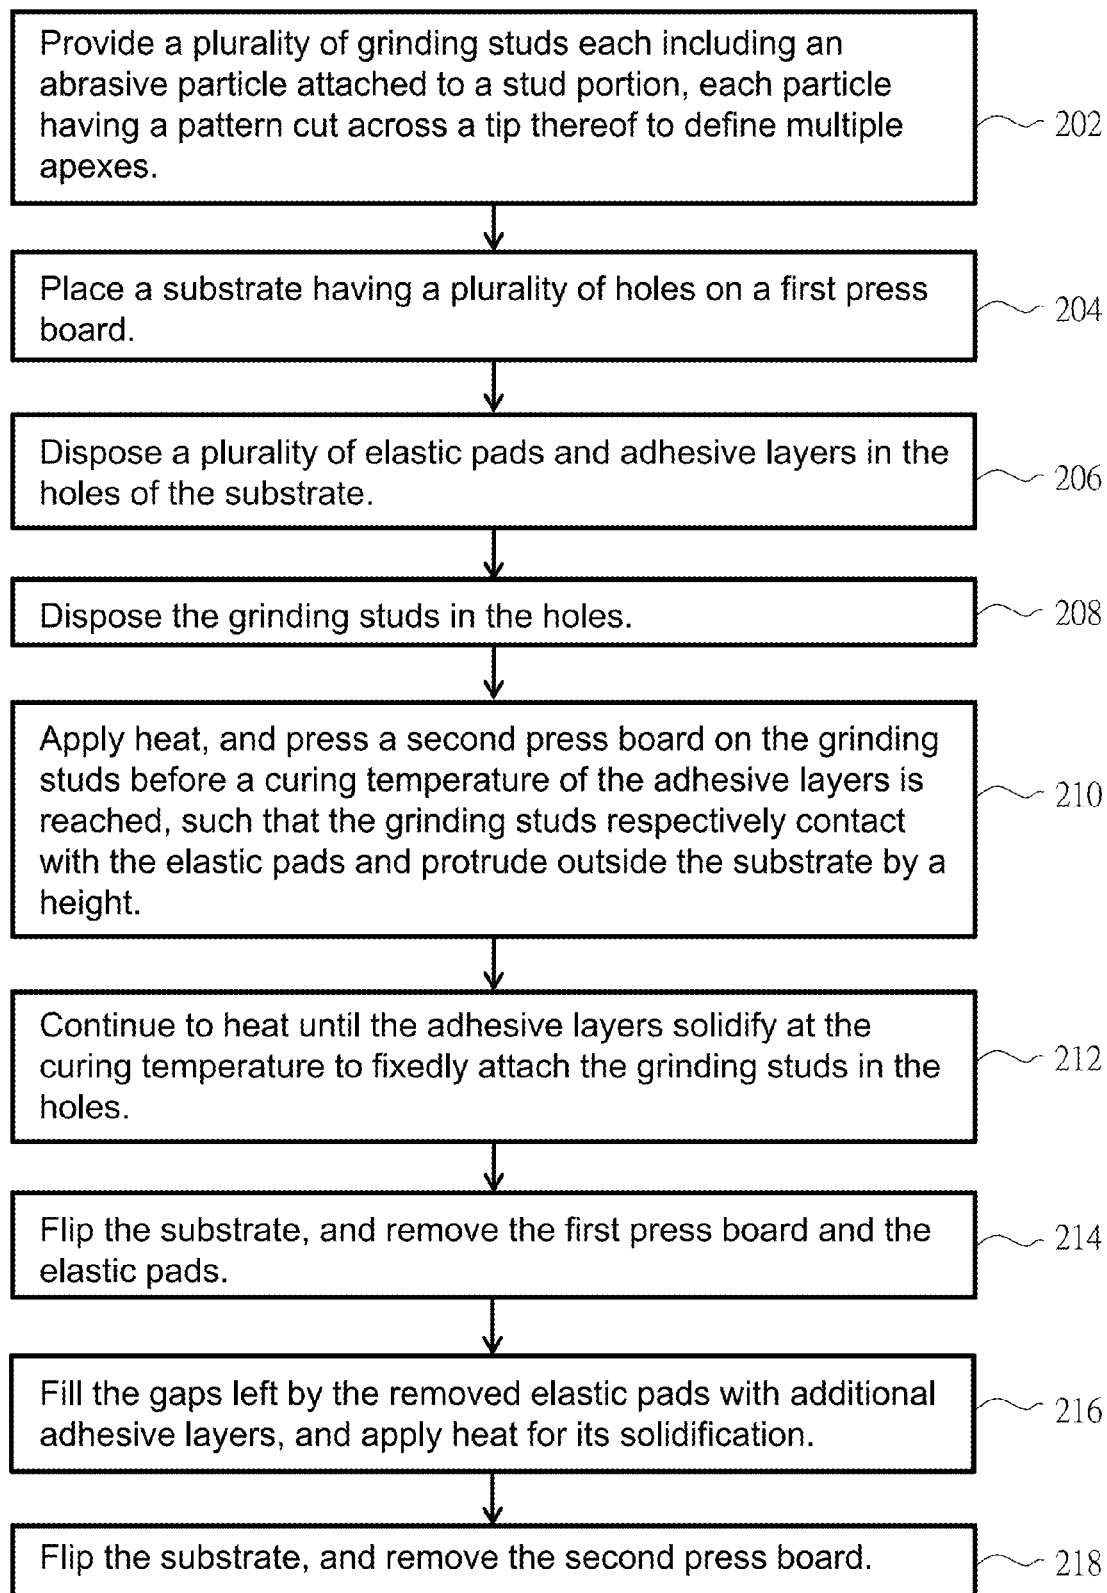 Provide a plurality of grinding studs each including an
abrasive particle attached to a stud portion, each particle
having a pattern cut across a tip thereof to define multiple
apexes.
202
Place a substrate having a plurality of holes on a first press
board.
204
Dispose a plurality of elastic pads and adhesive layers in the
holes of the substrate.
206
Dispose the grinding studs in the holes.
208
Apply heat, and press a second press board on the grinding
studs before a curing temperature of the adhesive layers is
reached, such that the grinding studs respectively contact
with the elastic pads and protrude outside the substrate by a
height.
210
Continue to heat until the adhesive layers solidify at the
curing temperature to fixedly attach the grinding studs in the
holes.
212
Flip the substrate, and remove the first press board and the
elastic pads.
214
Fill the gaps left by the removed elastic pads with additional
adhesive layers, and apply heat for its solidification.
216
Flip the substrate, and remove the second press board.
218